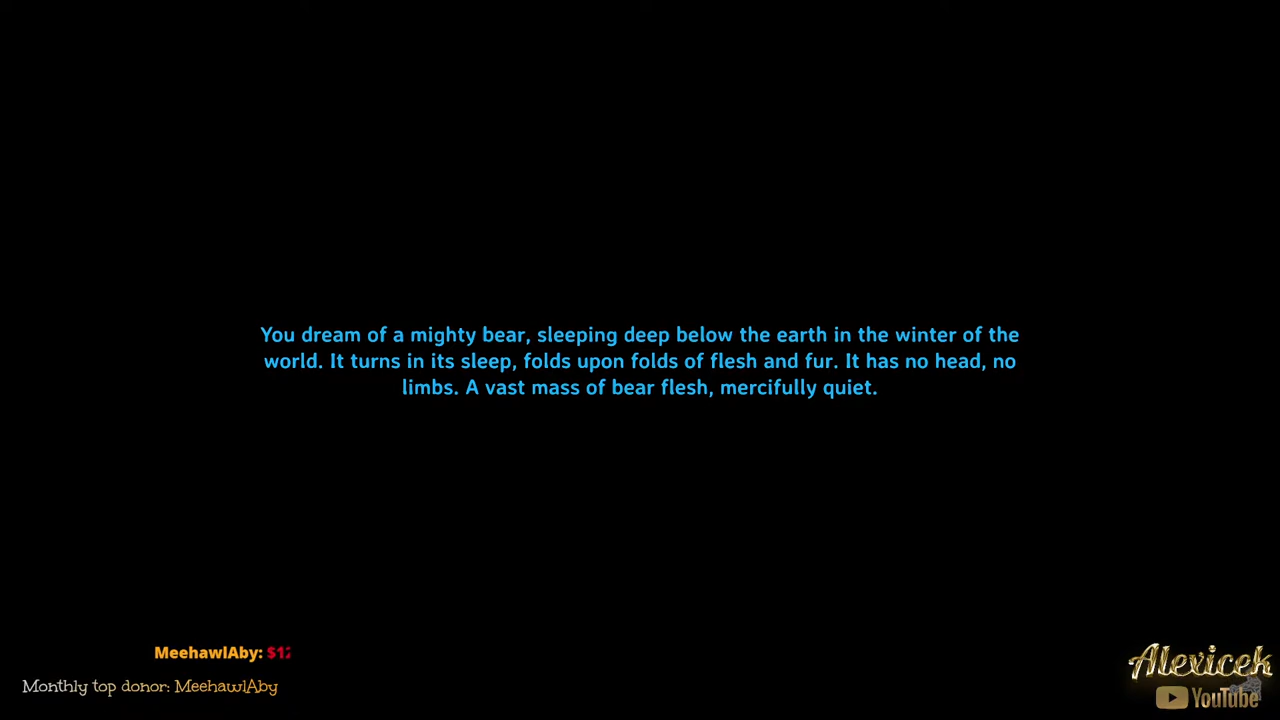 You dream of a mighty bear, sleeping deep below the earth in the winter of the
world. It turns in its sleep, folds upon folds of flesh and fur. It has no head, no
limbs. A vast mass of bear flesh, mercifully quiet.
MeehawlAby:
Monthly top donor: MeehawlAby
Alexicek
YouTube